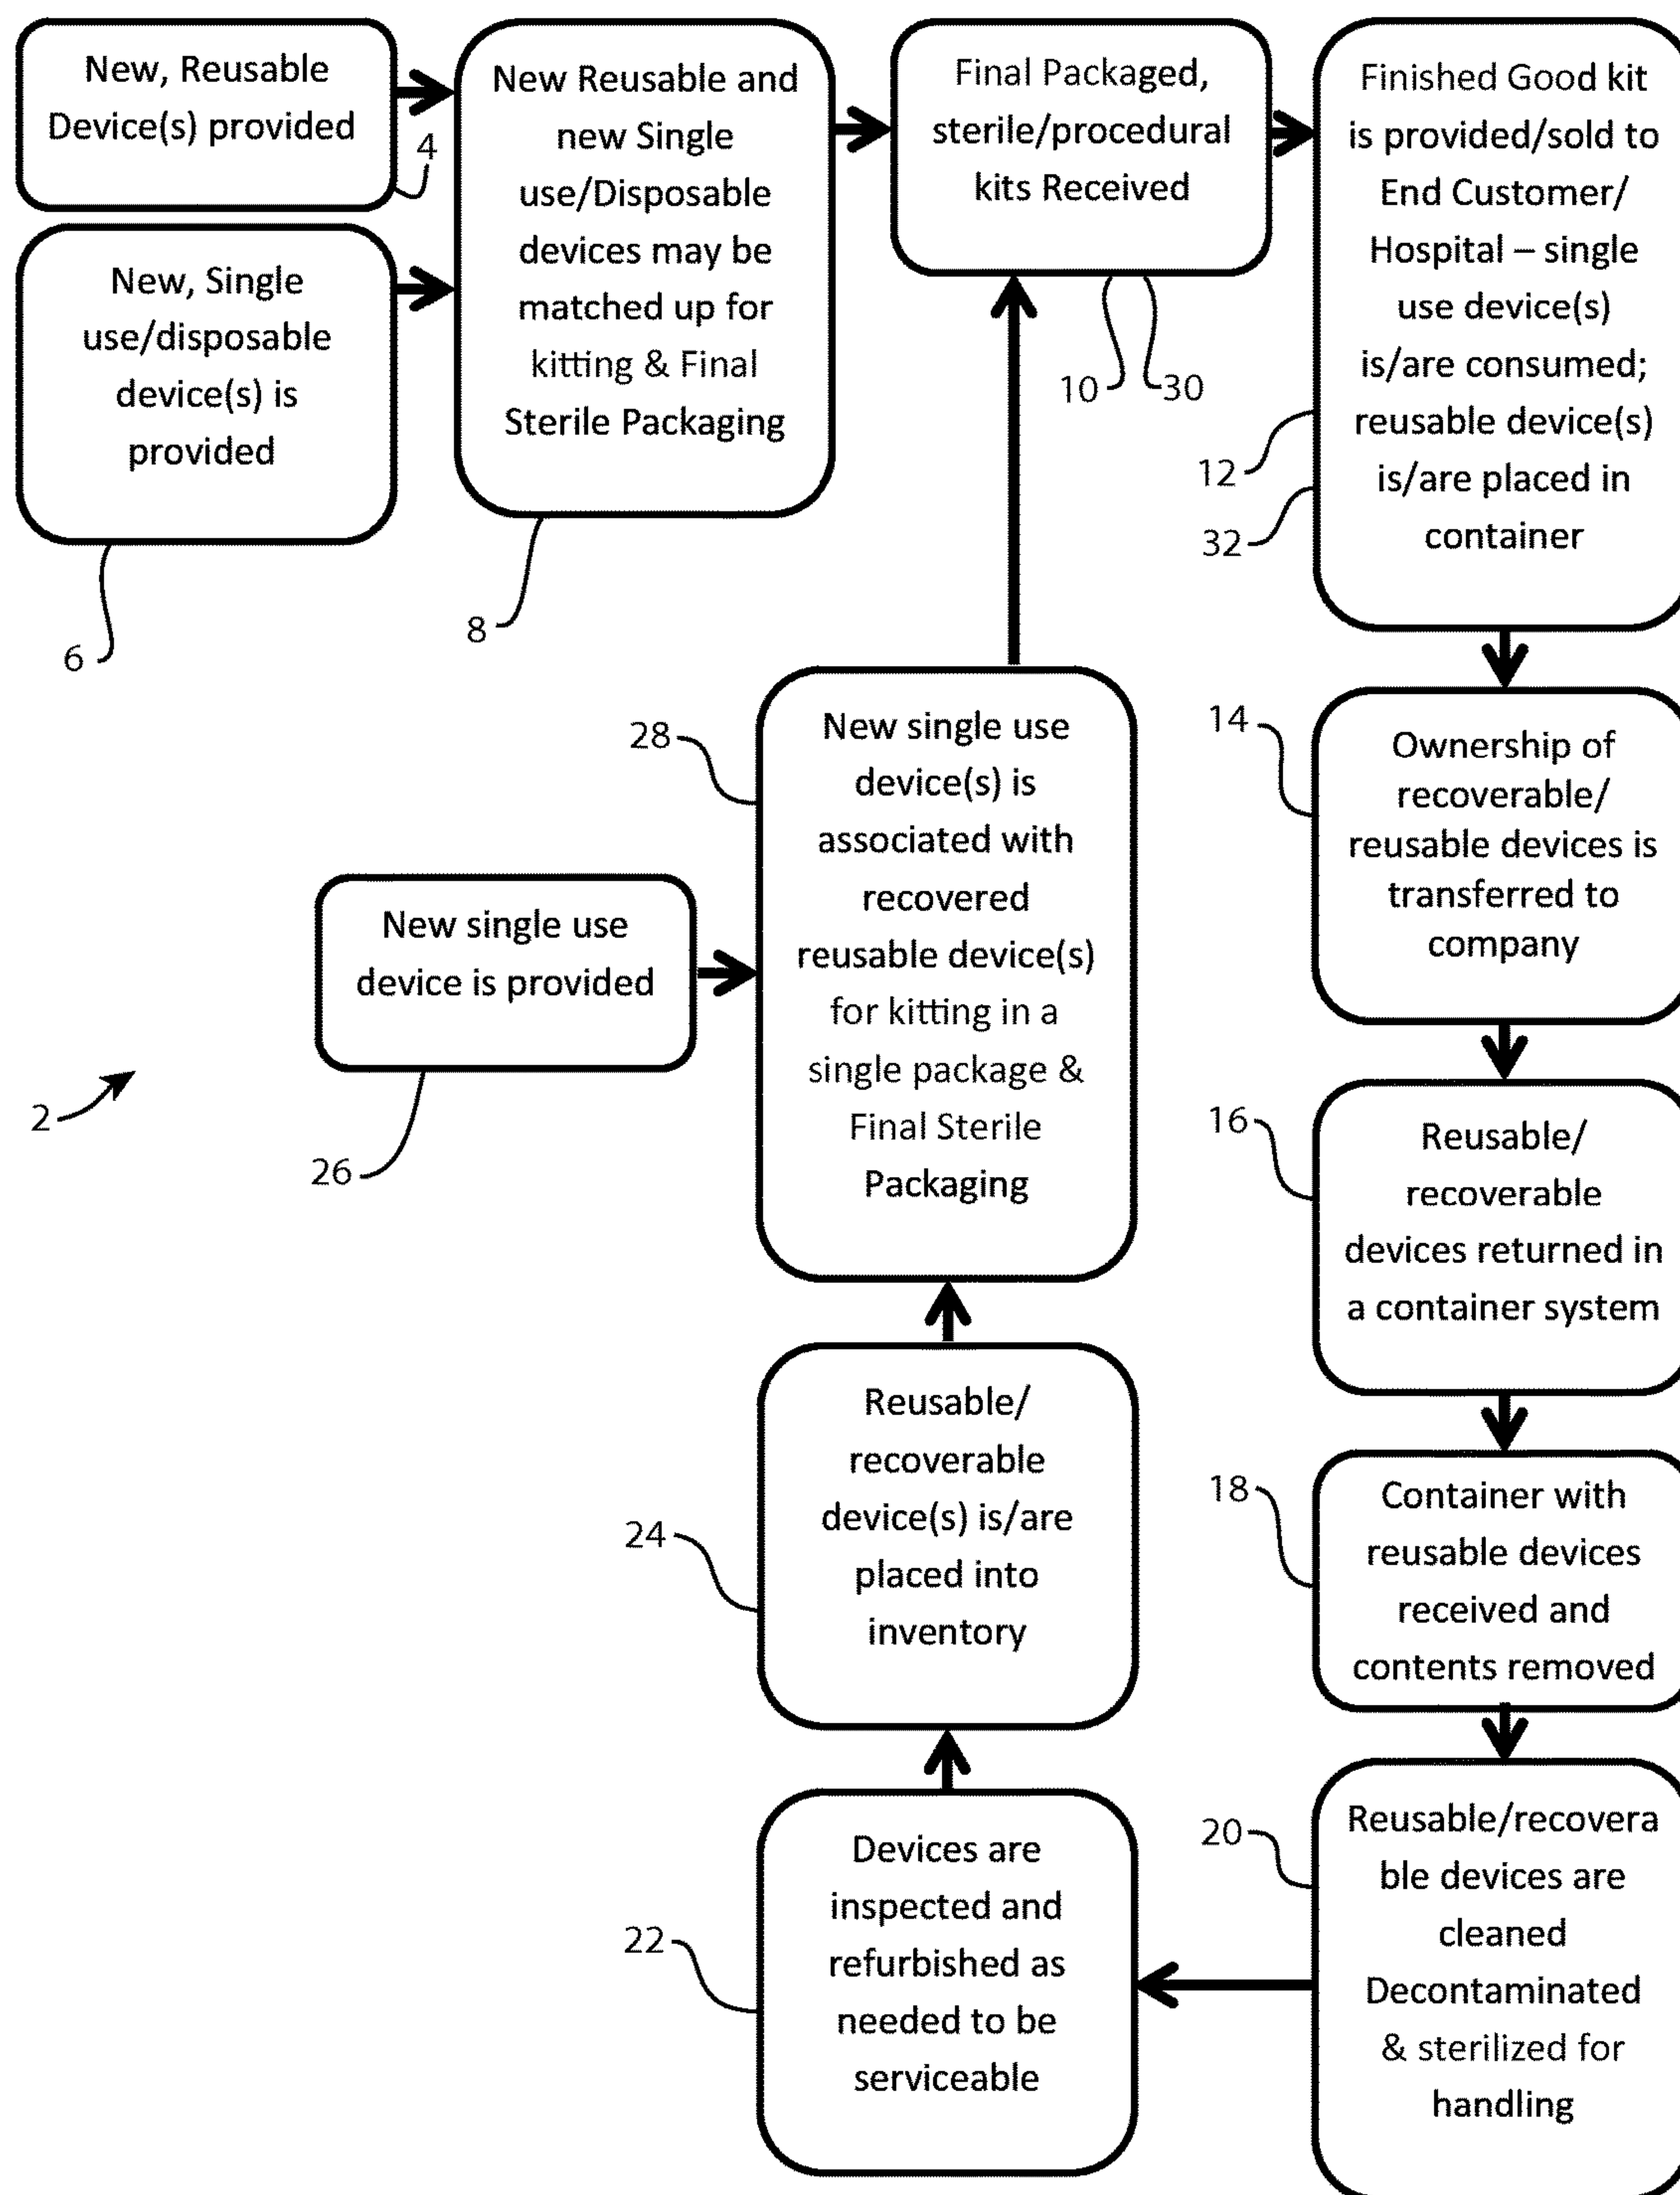 New, Reusable
Device(s) provided
4
New, Single
use/disposable
device(s) is
provided
6
New Reusable and
new Single
use/Disposable
devices may be
matched up for
kitting & Final
Sterile Packaging
8
Final Packaged,
sterile/procedural
kits Received
10
30
Finished Good kit
is provided/sold to
End Customer/
Hospital – single
use device(s)
is/are consumed;
reusable device(s)
is/are placed in
container
12
32
14
Ownership of
recoverable/
reusable devices is
transferred to
company
16
Reusable/
recoverable
devices returned in
a container system
18
Container with
reusable devices
received and
contents removed
20
Reusable/recovera
ble devices are
cleaned
Decontaminated
& sterilized for
handling
22
Devices are
inspected and
refurbished as
needed to be
serviceable
24
Reusable/
recoverable
device(s) is/are
placed into
inventory
New single use
device is provided
26
28
New single use
device(s) is
associated with
recovered
reusable device(s)
for kitting in a
single package &
Final Sterile
Packaging
2